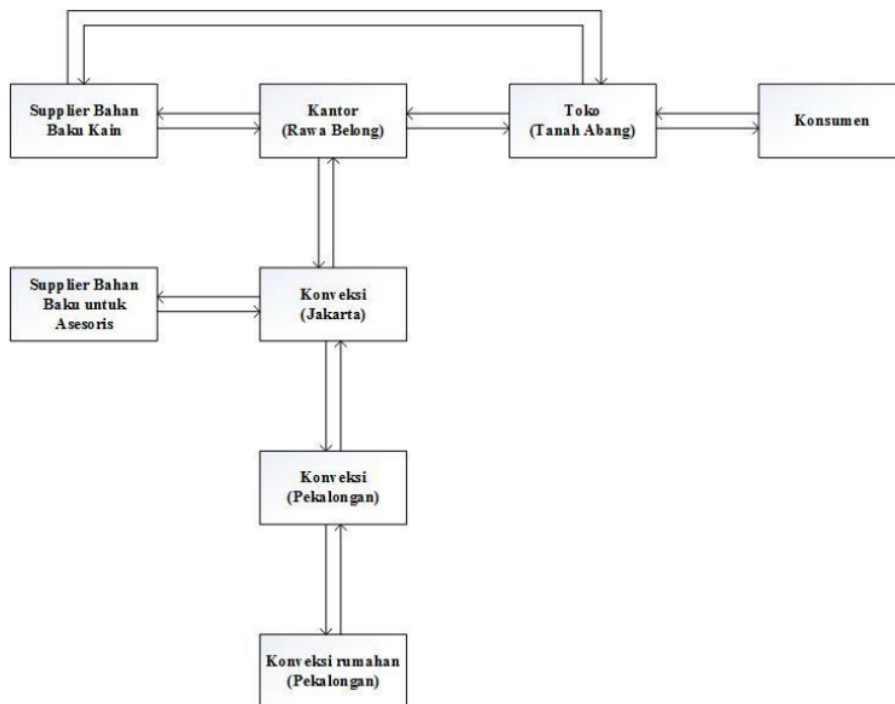 Supplier Bahan
Baku Kain
Kantor
(Rawa Belong)
Toko
(Tanah Abang)
Konsumen
Supplier Bahan
Baku untuk
Asesoris
Konveksi
(Jakarta)
Konveksi
(Pekalongan)
Konveksi rumahan
(Pekalongan)